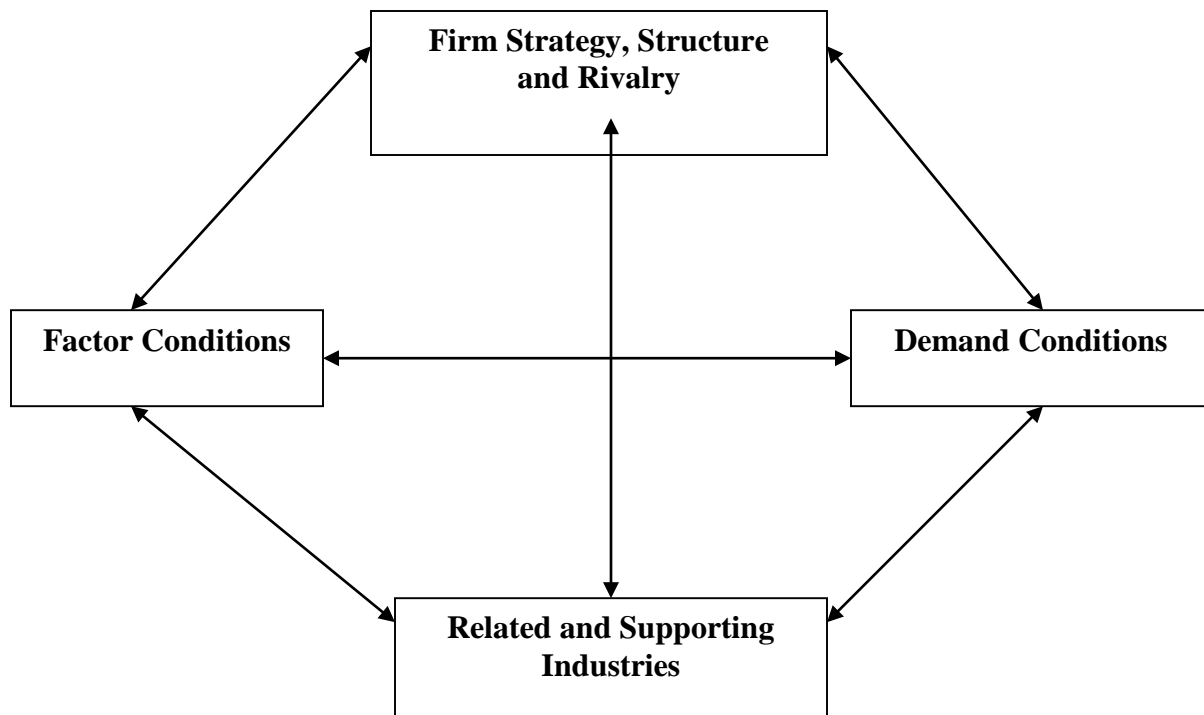 Firm Strategy, Structure
and Rivalry
Factor Conditions
Demand Conditions
Related and Supporting
Industries